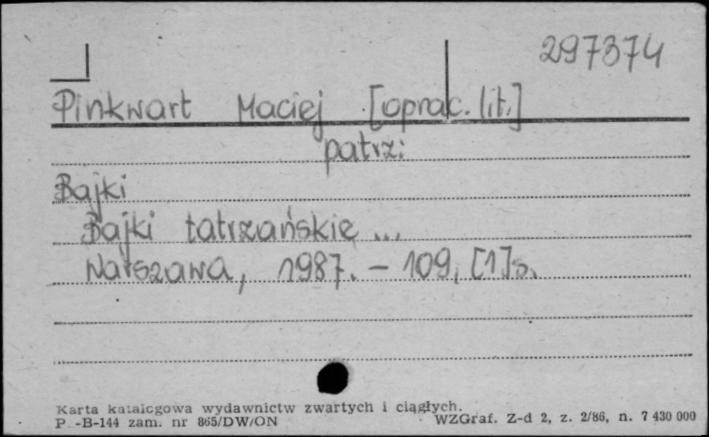 297374
Pinkwart Maciej [oprac. lit.]
patrz:
Bajki
Bajki tatrzańskie ...
Warszawa, 1987. - 109, [1]s.
Karta katalogowa wydawnictw zwartych i ciągłych.
P -B-144 zam. nr 865/DW/ON WZGraf. Z-d 2, z. 2/86, n. 7 430 000